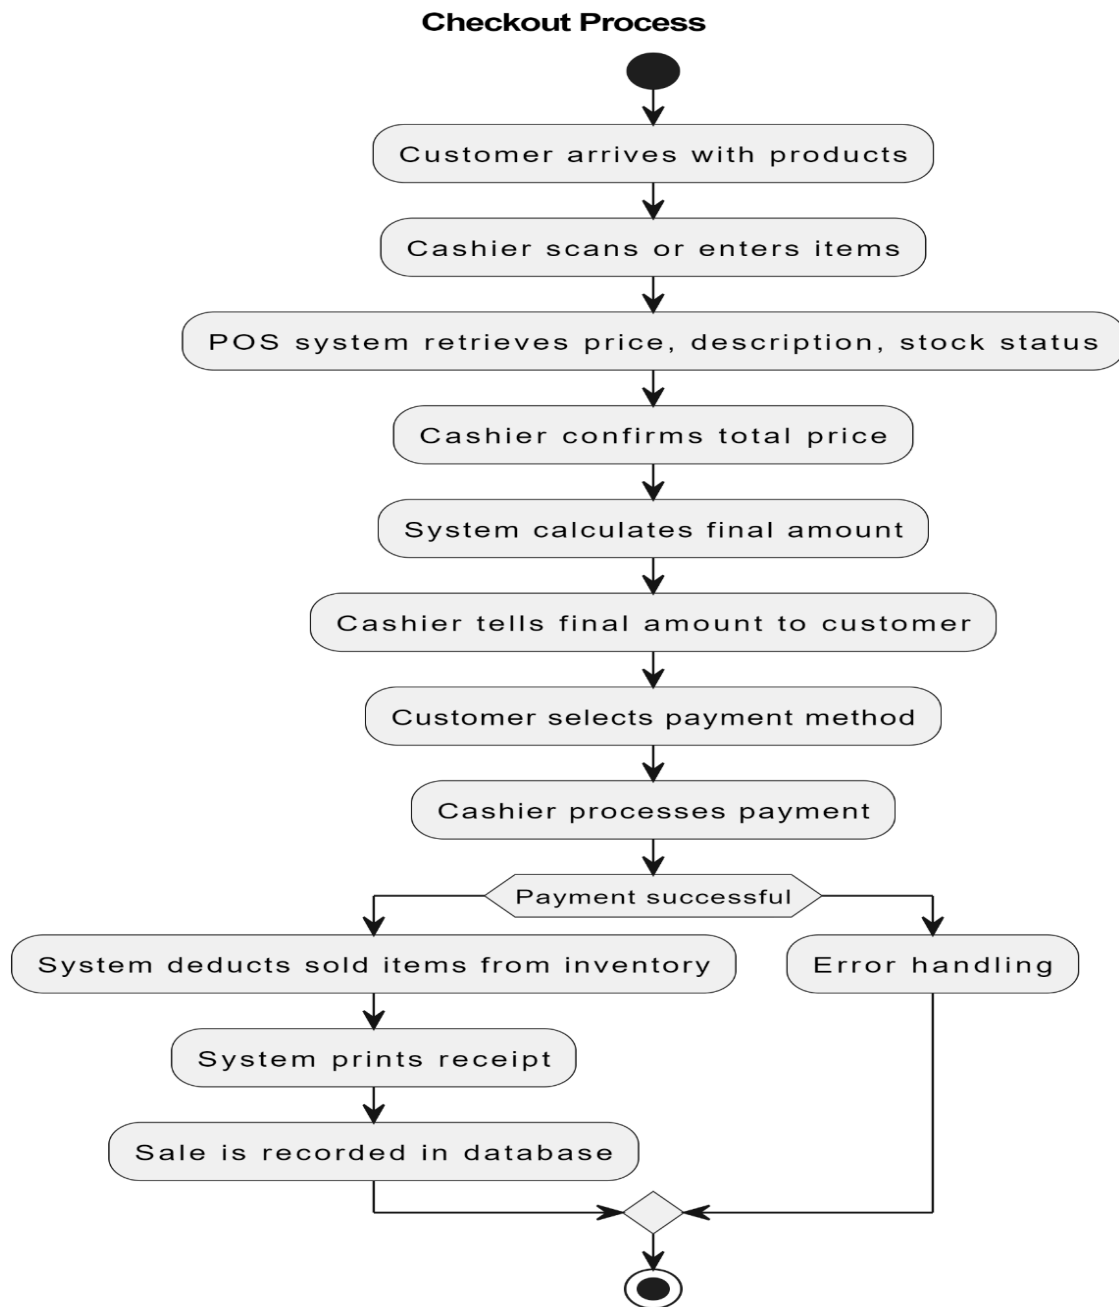 Checkout Process
Customer arrives with products
Cashier scans or enters items
POS system retrieves price, description, stock status
Cashier confirms total price
System calculates final amount
Cashier tells final amount to customer
Customer selects payment method
Cashier processes payment
Payment successful
System deducts sold items from inventory
Error handling
System prints receipt
Sale is recorded in database